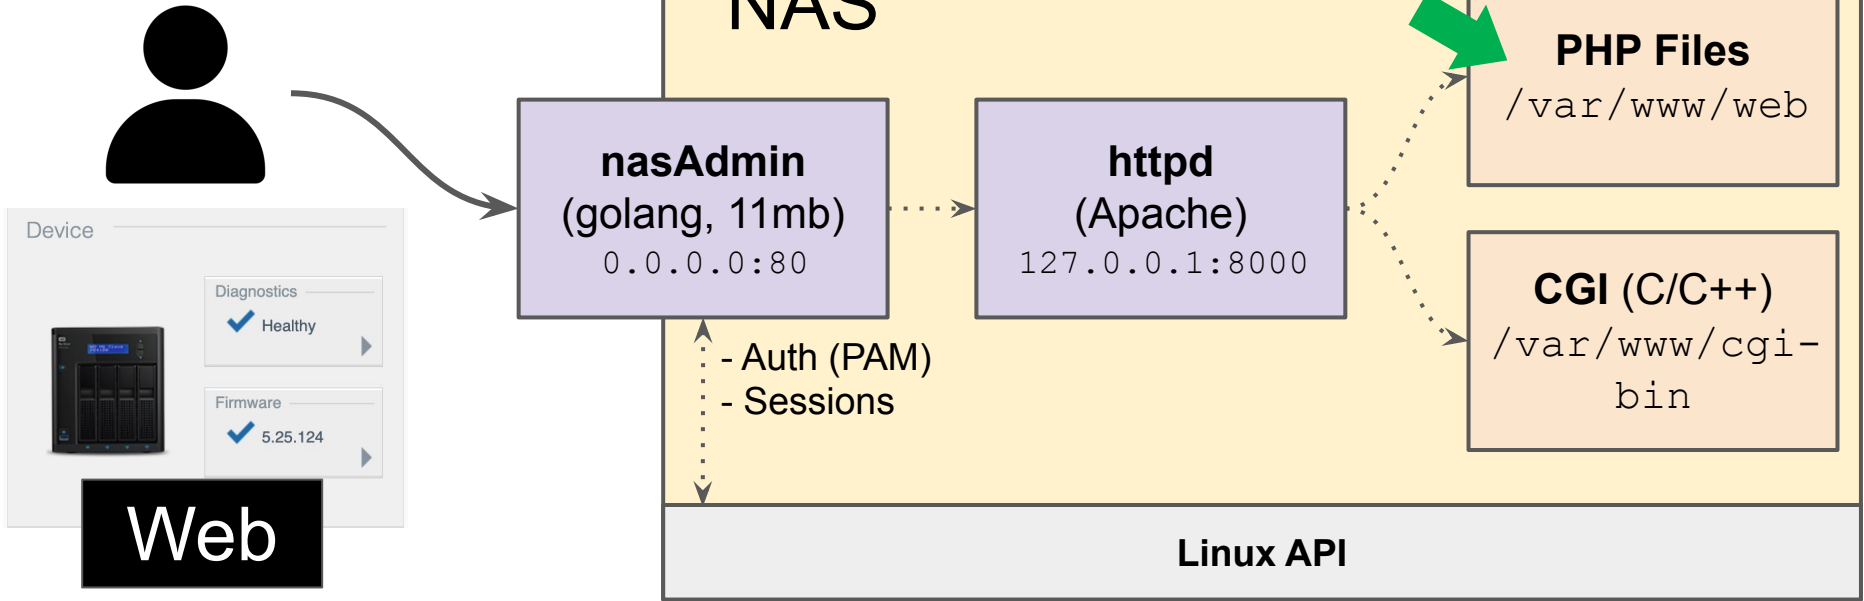 NAS
PHP Files
/var/www/web
nasAdmin
(golang, 11mb)
0.0.0.0:80
httpd
(Apache)
127.0.0.1:8000
CGI (C/C++)
/var/www/cgi-
bin
- Auth (PAM)
- Sessions
Linux API
Device
Diagnostics
Healthy
Firmware
5.25.124
Web